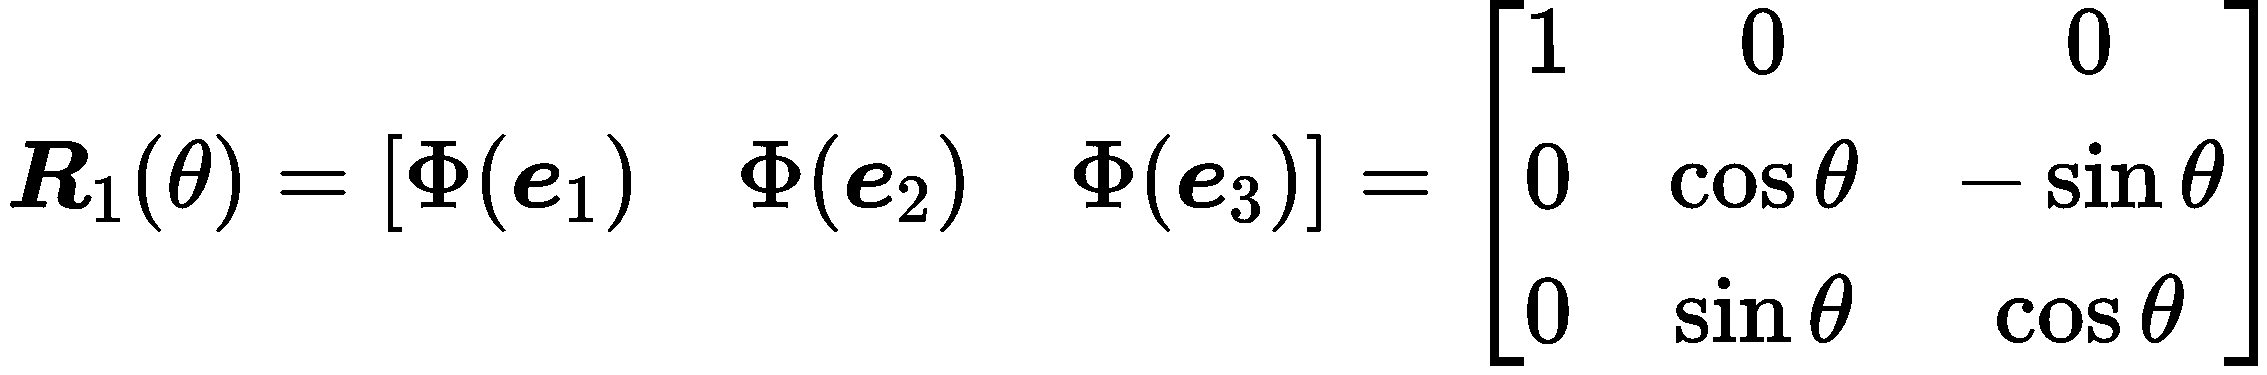 𝑹₁(θ) = [Φ(𝒆₁) Φ(𝒆₂) Φ(𝒆₃)] = [1 0 0
0 cos θ − sin θ
0 sin θ cos θ]